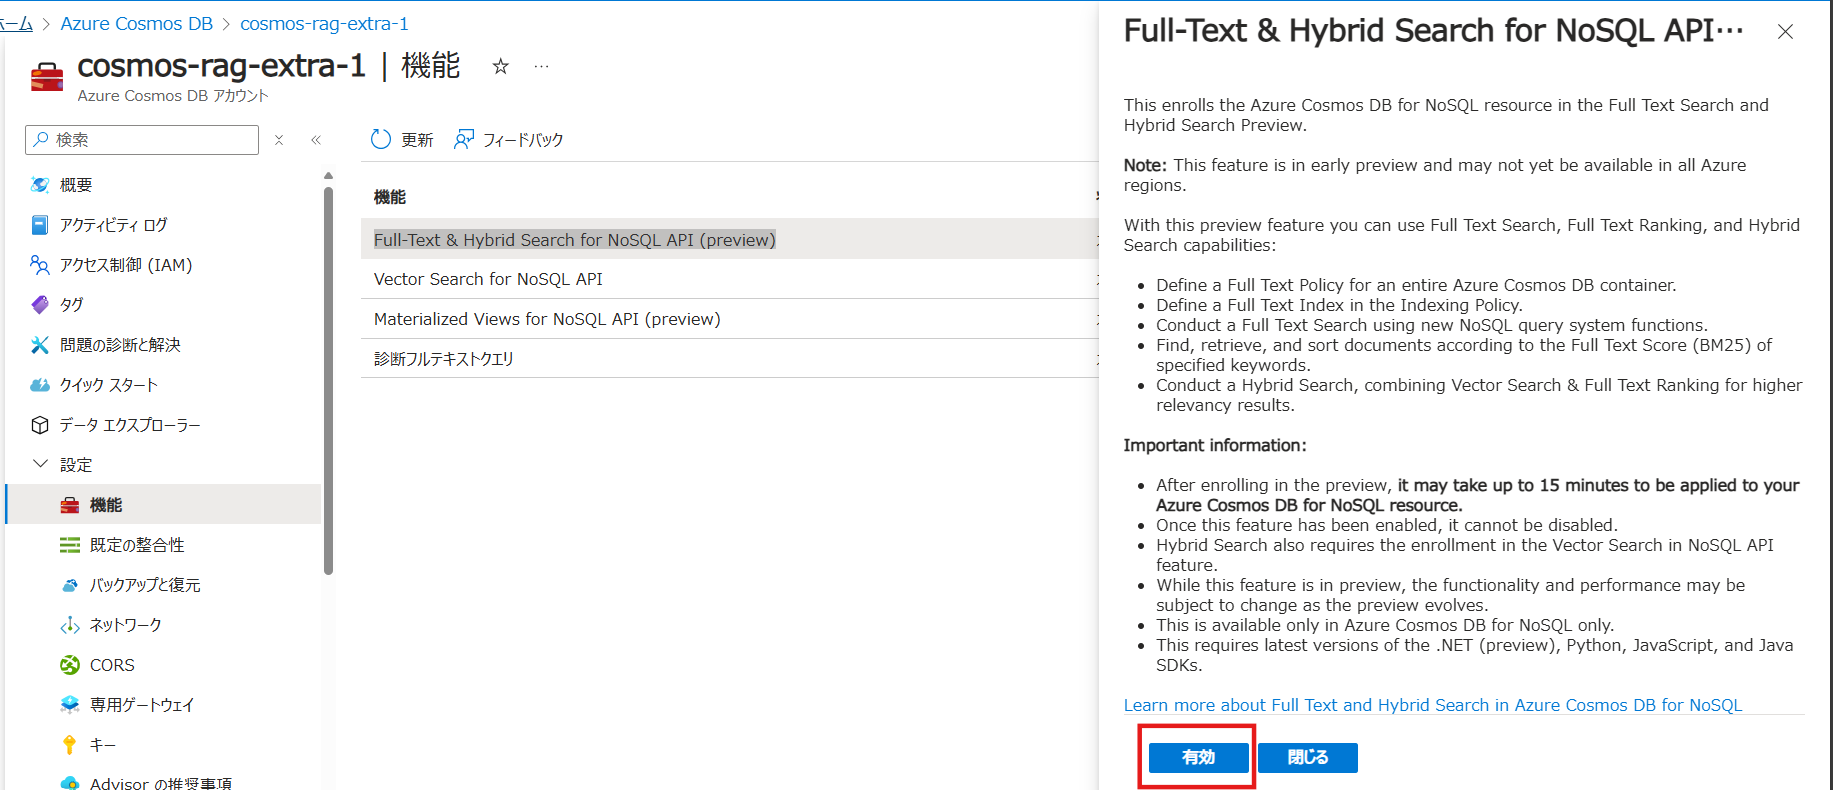 ホーム > Azure Cosmos DB > cosmos-rag-extra-1
cosmos-rag-extra-1 | 機能
Azure Cosmos DB アカウント
検索
概要
アクティビティ ログ
アクセス制御 (IAM)
タグ
問題の診断と解決
クイック スタート
データ エクスプローラー
設定
機能
既定の整合性
バックアップと復元
ネットワーク
CORS
専用ゲートウェイ
キー
Advisor の推奨事項
更新 フィードバック
機能
Full-Text & Hybrid Search for NoSQL API (preview)
Vector Search for NoSQL API
Materialized Views for NoSQL API (preview)
診断フルテキストクエリ
Full-Text & Hybrid Search for NoSQL API…
This enrolls the Azure Cosmos DB for NoSQL resource in the Full Text Search and
Hybrid Search Preview.
Note: This feature is in early preview and may not yet be available in all Azure
regions.
With this preview feature you can use Full Text Search, Full Text Ranking, and Hybrid
Search capabilities:
• Define a Full Text Policy for an entire Azure Cosmos DB container.
• Define a Full Text Index in the Indexing Policy.
• Conduct a Full Text Search using new NoSQL query system functions.
• Find, retrieve, and sort documents according to the Full Text Score (BM25) of
specified keywords.
• Conduct a Hybrid Search, combining Vector Search & Full Text Ranking for higher
relevancy results.
Important information:
• After enrolling in the preview, it may take up to 15 minutes to be applied to your
Azure Cosmos DB for NoSQL resource.
• Once this feature has been enabled, it cannot be disabled.
• Hybrid Search also requires the enrollment in the Vector Search in NoSQL API
feature.
• While this feature is in preview, the functionality and performance may be
subject to change as the preview evolves.
• This is available only in Azure Cosmos DB for NoSQL only.
• This requires latest versions of the .NET (preview), Python, JavaScript, and Java
SDKs.
Learn more about Full Text and Hybrid Search in Azure Cosmos DB for NoSQL
有効 閉じる